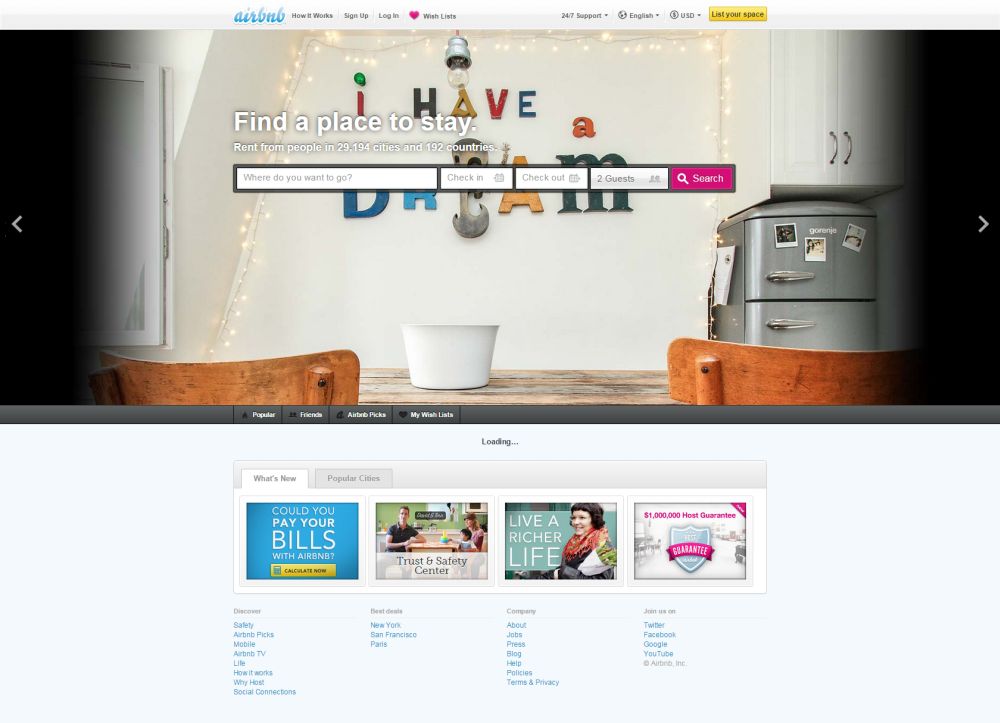 airbnb How It Works Sign Up Log In Wish Lists 24/7 Support English $ USD List your space
i HAVE
a
DREAM
Find a place to stay.
Rent from people in 29,194 cities and 192 countries.
Where do you want to go? Check in Check out 2 Guests Search
gorenje
Popular Friends Airbnb Picks My Wish Lists
Loading...
What's New Popular Cities
COULD YOU
PAY YOUR
BILLS
WITH AIRBNB?
CALCULATE NOW
Trust & Safety
Center
LIVE A
RICHER
LIFE
$1,000,000 Host Guarantee
GUARANTEE
Discover
Safety
Airbnb Picks
Mobile
Airbnb TV
Life
How it works
Why Host
Social Connections
Best deals
New York
San Francisco
Paris
Company
About
Jobs
Press
Blog
Help
Policies
Terms & Privacy
Join us on
Twitter
Facebook
Google
YouTube
© Airbnb, Inc.